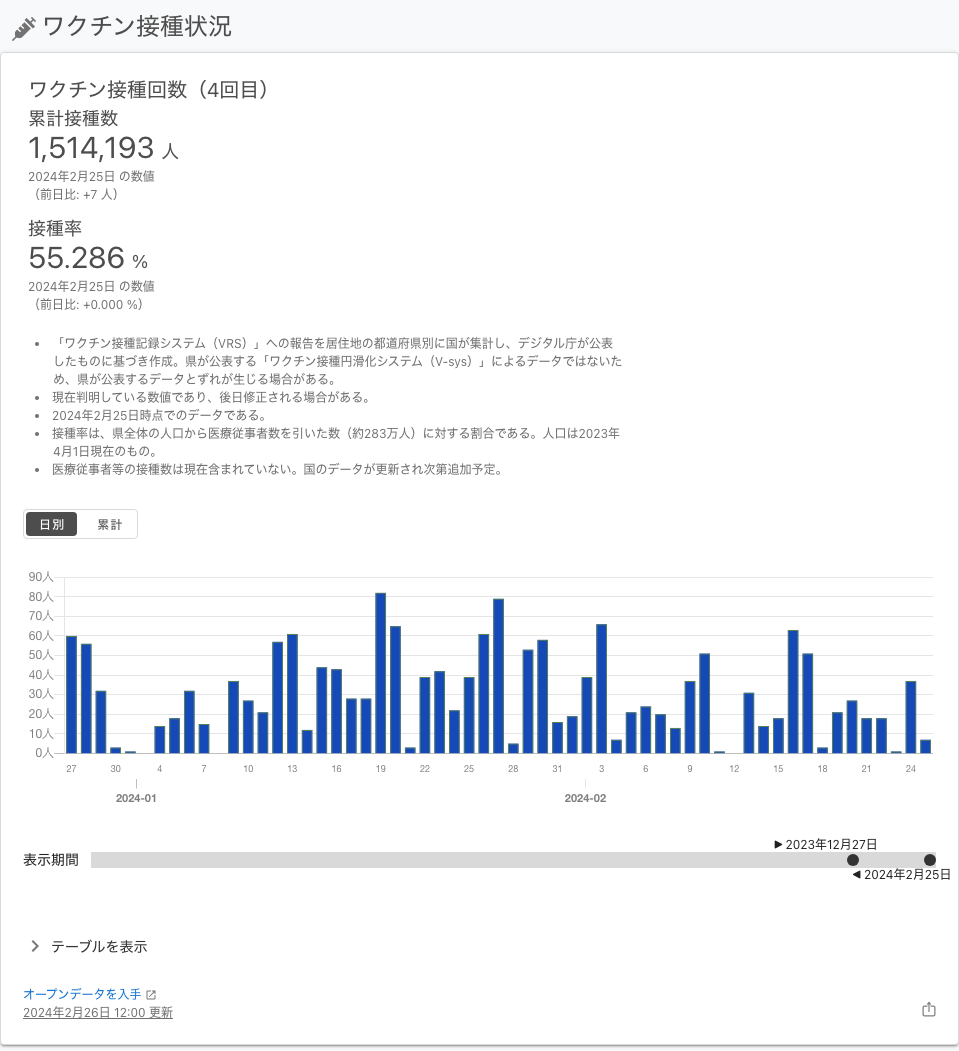 ワクチン接種状況
ワクチン接種回数（4回目）
累計接種数
1,514,193 人
2024年2月25日 の数値
（前日比: +7 人）
接種率
55.286 %
2024年2月25日 の数値
（前日比: +0.000 %）
• 「ワクチン接種記録システム（VRS）」への報告を居住地の都道府県別に国が集計し、デジタル庁が公表
したものに基づき作成。県が公表する「ワクチン接種円滑化システム（V-sys）」によるデータではないた
め、県が公表するデータとずれが生じる場合がある。
• 現在判明している数値であり、後日修正される場合がある。
• 2024年2月25日時点でのデータである。
• 接種率は、県全体の人口から医療従事者数を引いた数（約283万人）に対する割合である。人口は2023年
4月1日現在のもの。
• 医療従事者等の接種数は現在含まれていない。国のデータが更新され次第追加予定。
日別 累計
90人
80人
70人
60人
50人
40人
30人
20人
10人
0人
27 30 4 7 10 13 16 19 22 25 28 31 3 6 9 12 15 18 21 24
2024-01 2024-02
2023年12月27日
表示期間
2024年2月25日
テーブルを表示
オープンデータを入手
2024年2月26日 12:00 更新